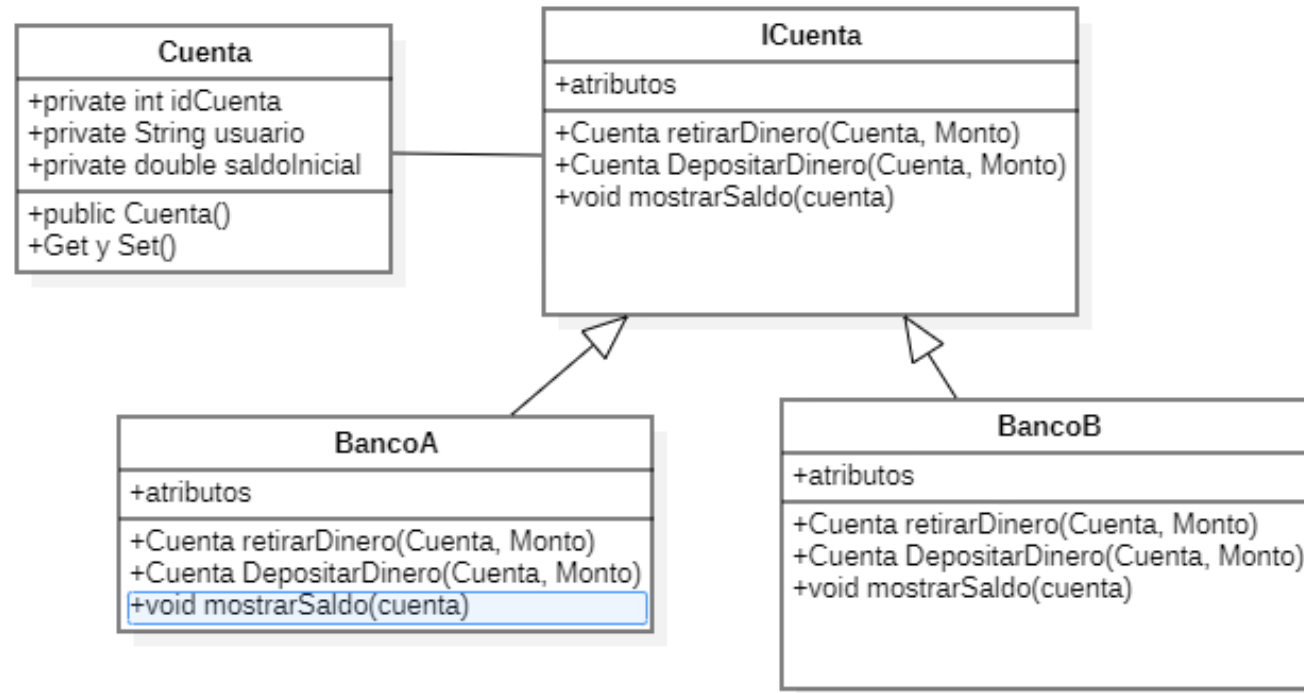 Cuenta
+private int idCuenta
+private String usuario
+private double saldoInicial
+public Cuenta()
+Get y Set()
ICuenta
+atributos
+Cuenta retirarDinero(Cuenta, Monto)
+Cuenta DepositarDinero(Cuenta, Monto)
+void mostrarSaldo(cuenta)
BancoA
+atributos
+Cuenta retirarDinero(Cuenta, Monto)
+Cuenta DepositarDinero(Cuenta, Monto)
+void mostrarSaldo(cuenta)
BancoB
+atributos
+Cuenta retirarDinero(Cuenta, Monto)
+Cuenta DepositarDinero(Cuenta, Monto)
+void mostrarSaldo(cuenta)